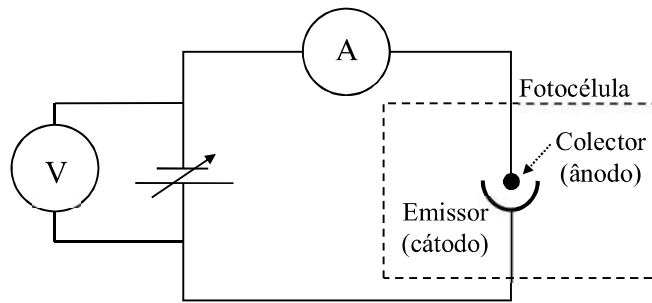 A
Fotocélula
Colector
(ânodo)
V
Emissor
(cátodo)